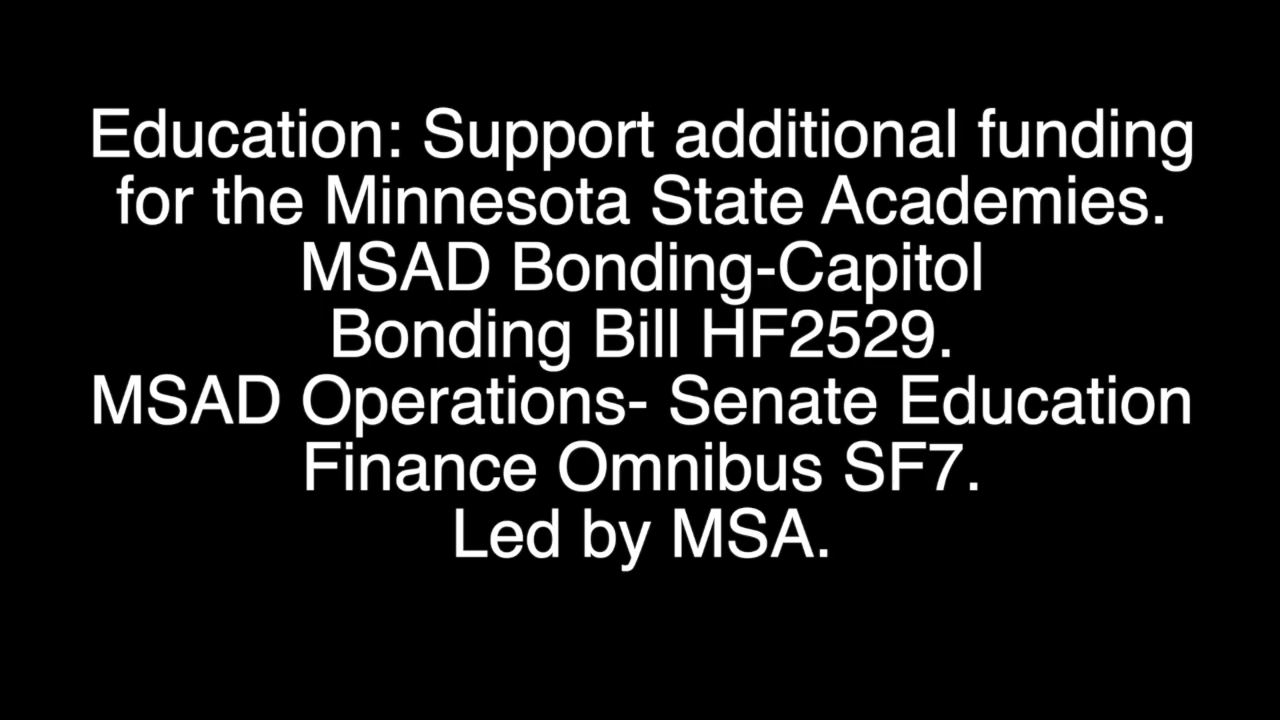 Education: Support additional funding
for the Minnesota State Academies.
MSAD Bonding-Capitol
Bonding Bill HF2529.
MSAD Operations- Senate Education
Finance Omnibus SF7.
Led by MSA.